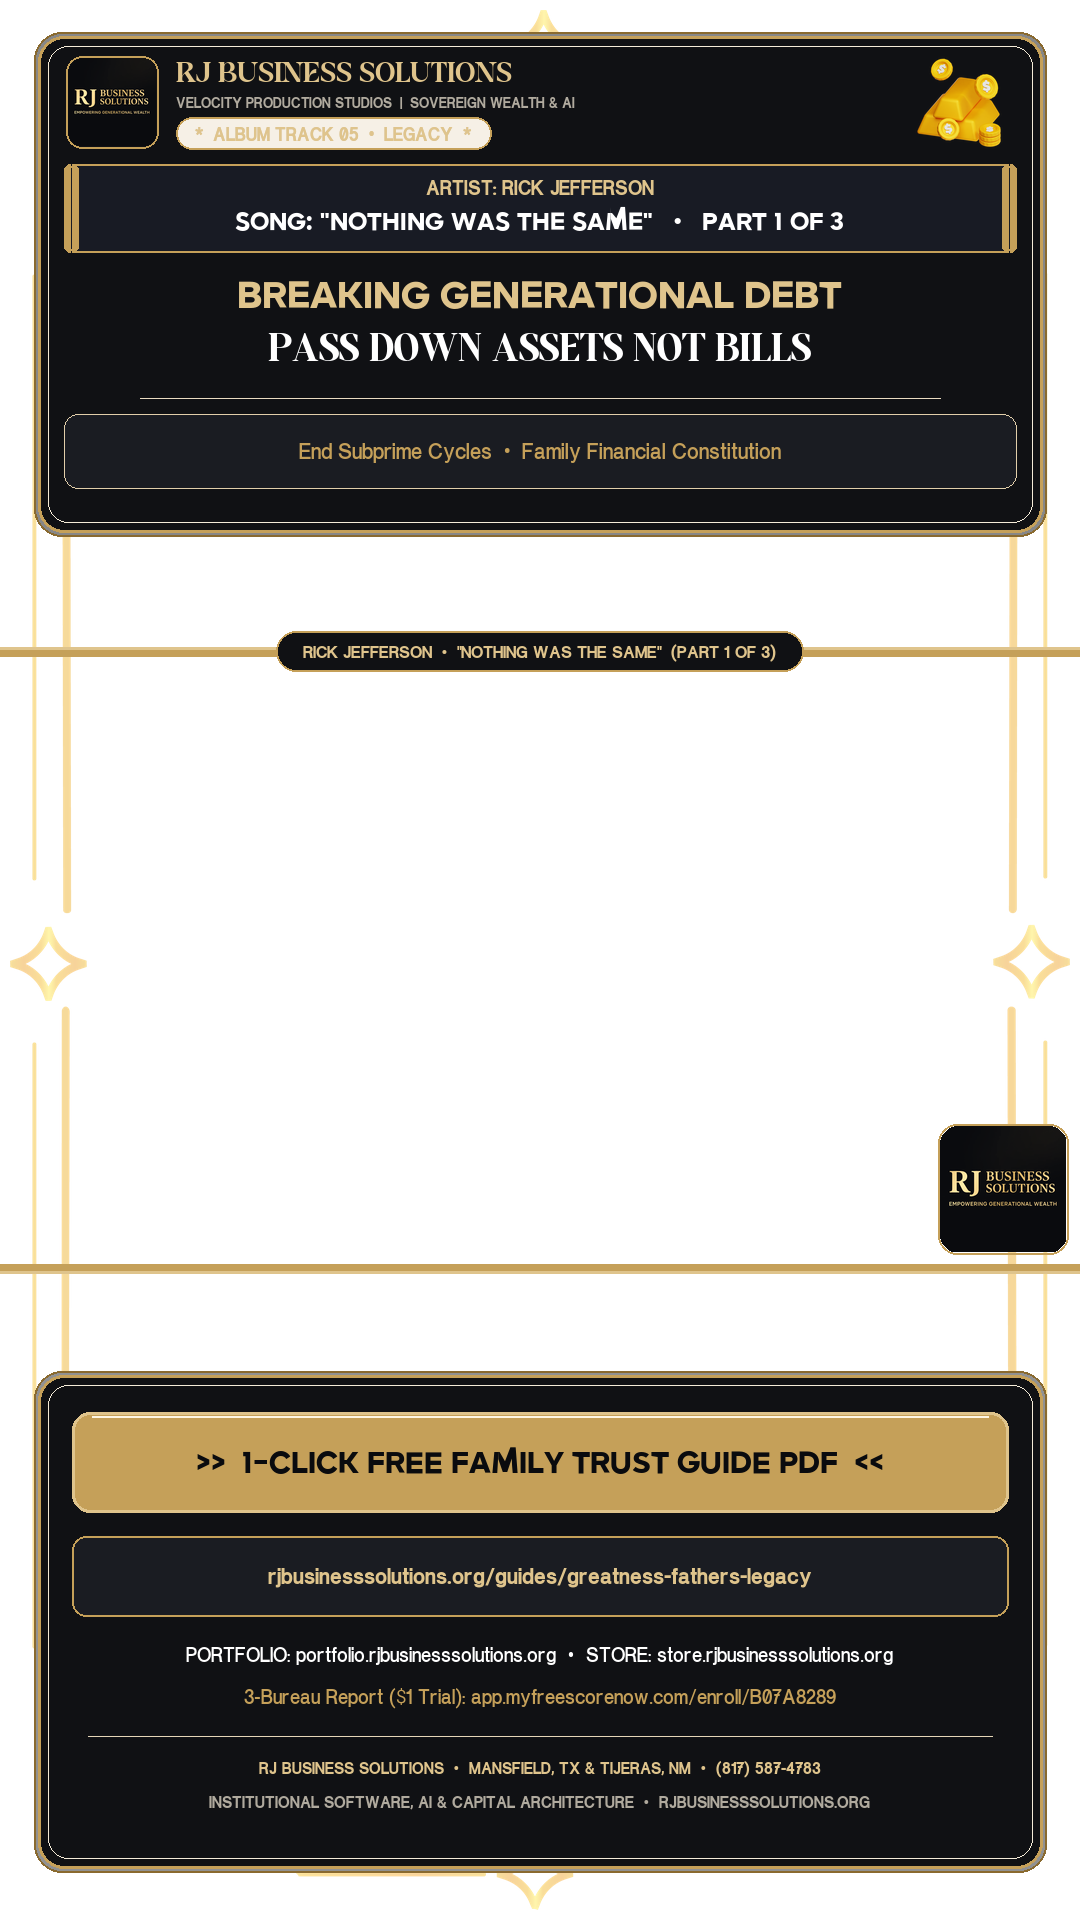 RJ BUSINESS SOLUTIONS
EMPOWERING GENERATIONAL WEALTH
RJ BUSINESS SOLUTIONS
VELOCITY PRODUCTION STUDIOS | SOVEREIGN WEALTH & AI
* ALBUM TRACK 05 • LEGACY *
ARTIST: RICK JEFFERSON
SONG: "NOTHING WAS THE SAME" • PART 1 OF 3
BREAKING GENERATIONAL DEBT
PASS DOWN ASSETS NOT BILLS
End Subprime Cycles • Family Financial Constitution
RICK JEFFERSON • "NOTHING WAS THE SAME" (PART 1 OF 3)
RJ BUSINESS SOLUTIONS
EMPOWERING GENERATIONAL WEALTH
>> 1-CLICK FREE FAMILY TRUST GUIDE PDF <<
rjbusinesssolutions.org/guides/greatness-fathers-legacy
PORTFOLIO: portfolio.rjbusinesssolutions.org • STORE: store.rjbusinesssolutions.org
3-Bureau Report ($1 Trial): app.myfreescorenow.com/enroll/B07A8289
RJ BUSINESS SOLUTIONS • MANSFIELD, TX & TIJERAS, NM • (817) 587-4783
INSTITUTIONAL SOFTWARE, AI & CAPITAL ARCHITECTURE • RJBUSINESSSOLUTIONS.ORG